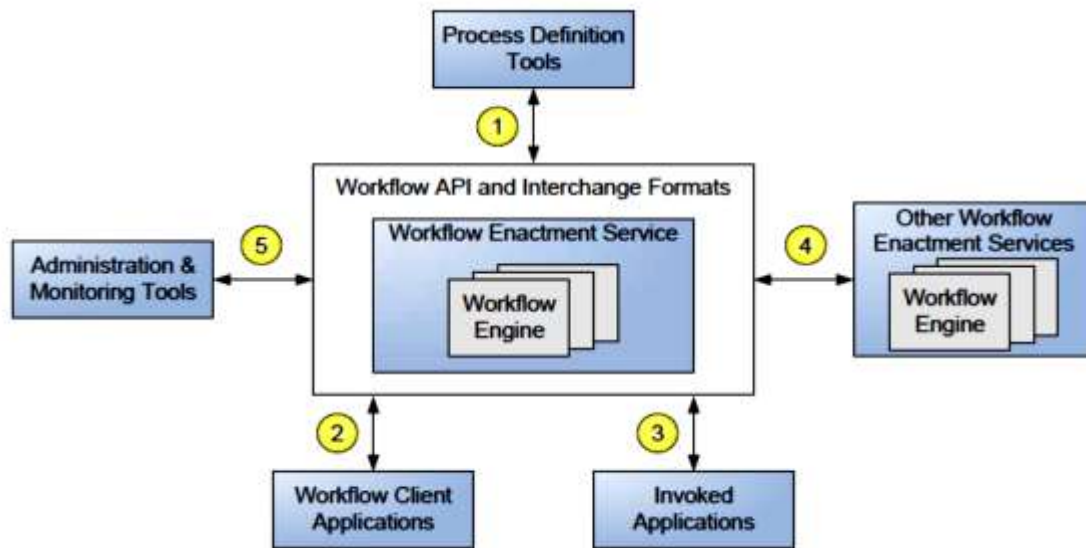 Process Definition
Tools
1
Workflow API and Interchange Formats
Workflow Enactment Service
Workflow
Engine
5
Administration &
Monitoring Tools
4
Other Workflow
Enactment Services
Workflow
Engine
2
3
Workflow Client
Applications
Invoked
Applications